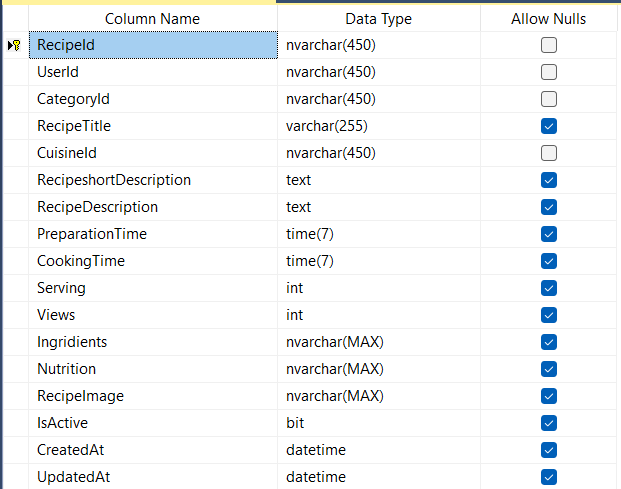 Column Name Data Type Allow Nulls
RecipeId nvarchar(450)
UserId nvarchar(450)
CategoryId nvarchar(450)
RecipeTitle varchar(255)
CuisineId nvarchar(450)
RecipeshortDescription text
RecipeDescription text
PreparationTime time(7)
CookingTime time(7)
Serving int
Views int
Ingridients nvarchar(MAX)
Nutrition nvarchar(MAX)
RecipeImage nvarchar(MAX)
IsActive bit
CreatedAt datetime
UpdatedAt datetime